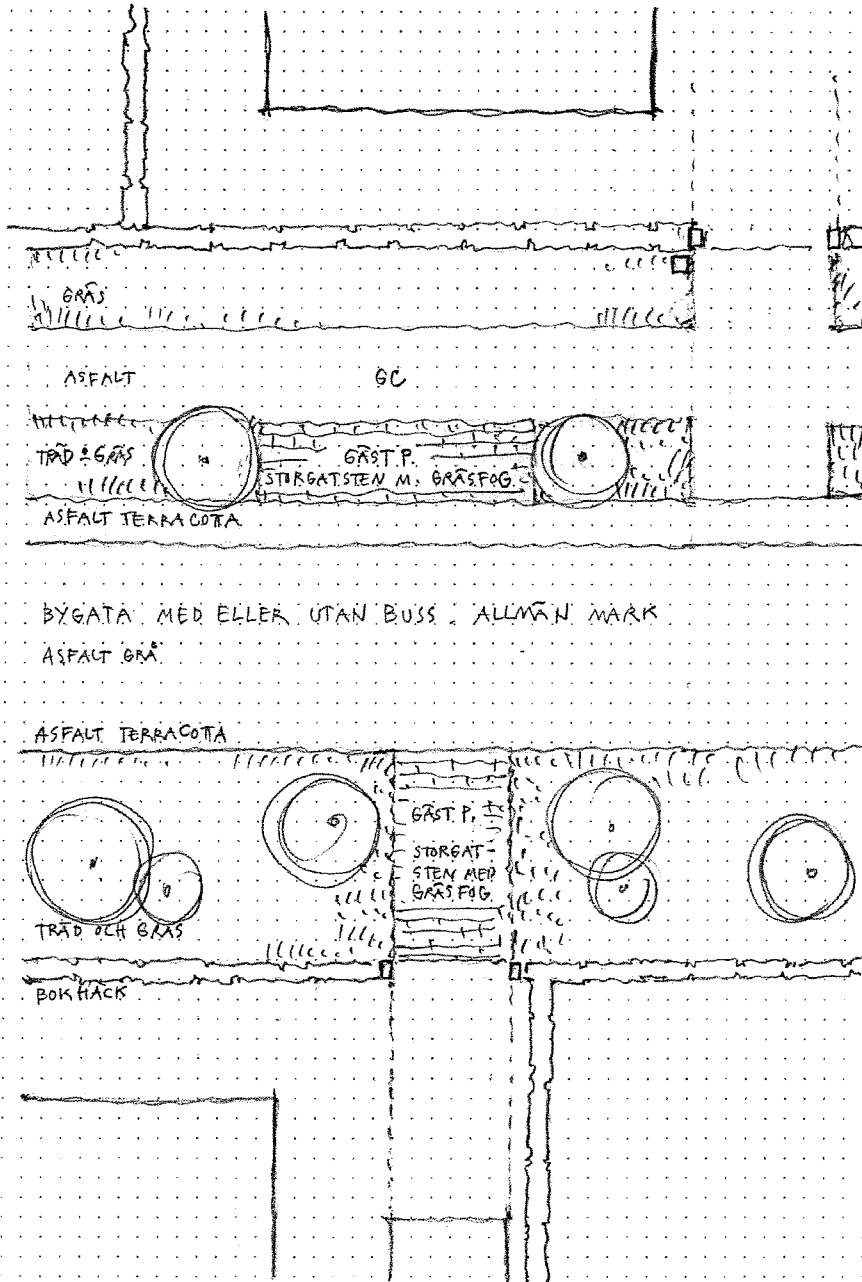 GRÄS
ASFALT
GC
TRÄD & GRÄS
GÄST P.
STORGATSTEN M. GRÄSFOG
ASFALT TERRACOTTA
BYGATA MED ELLER UTAN BUSS. ALLMÄN MARK
ASFALT GRÅ
ASFALT TERRACOTTA
GÄST P.
STORGAT-
STEN MED
GRÄSFOG
TRÄD OCH GRÄS
BOKHÄCK